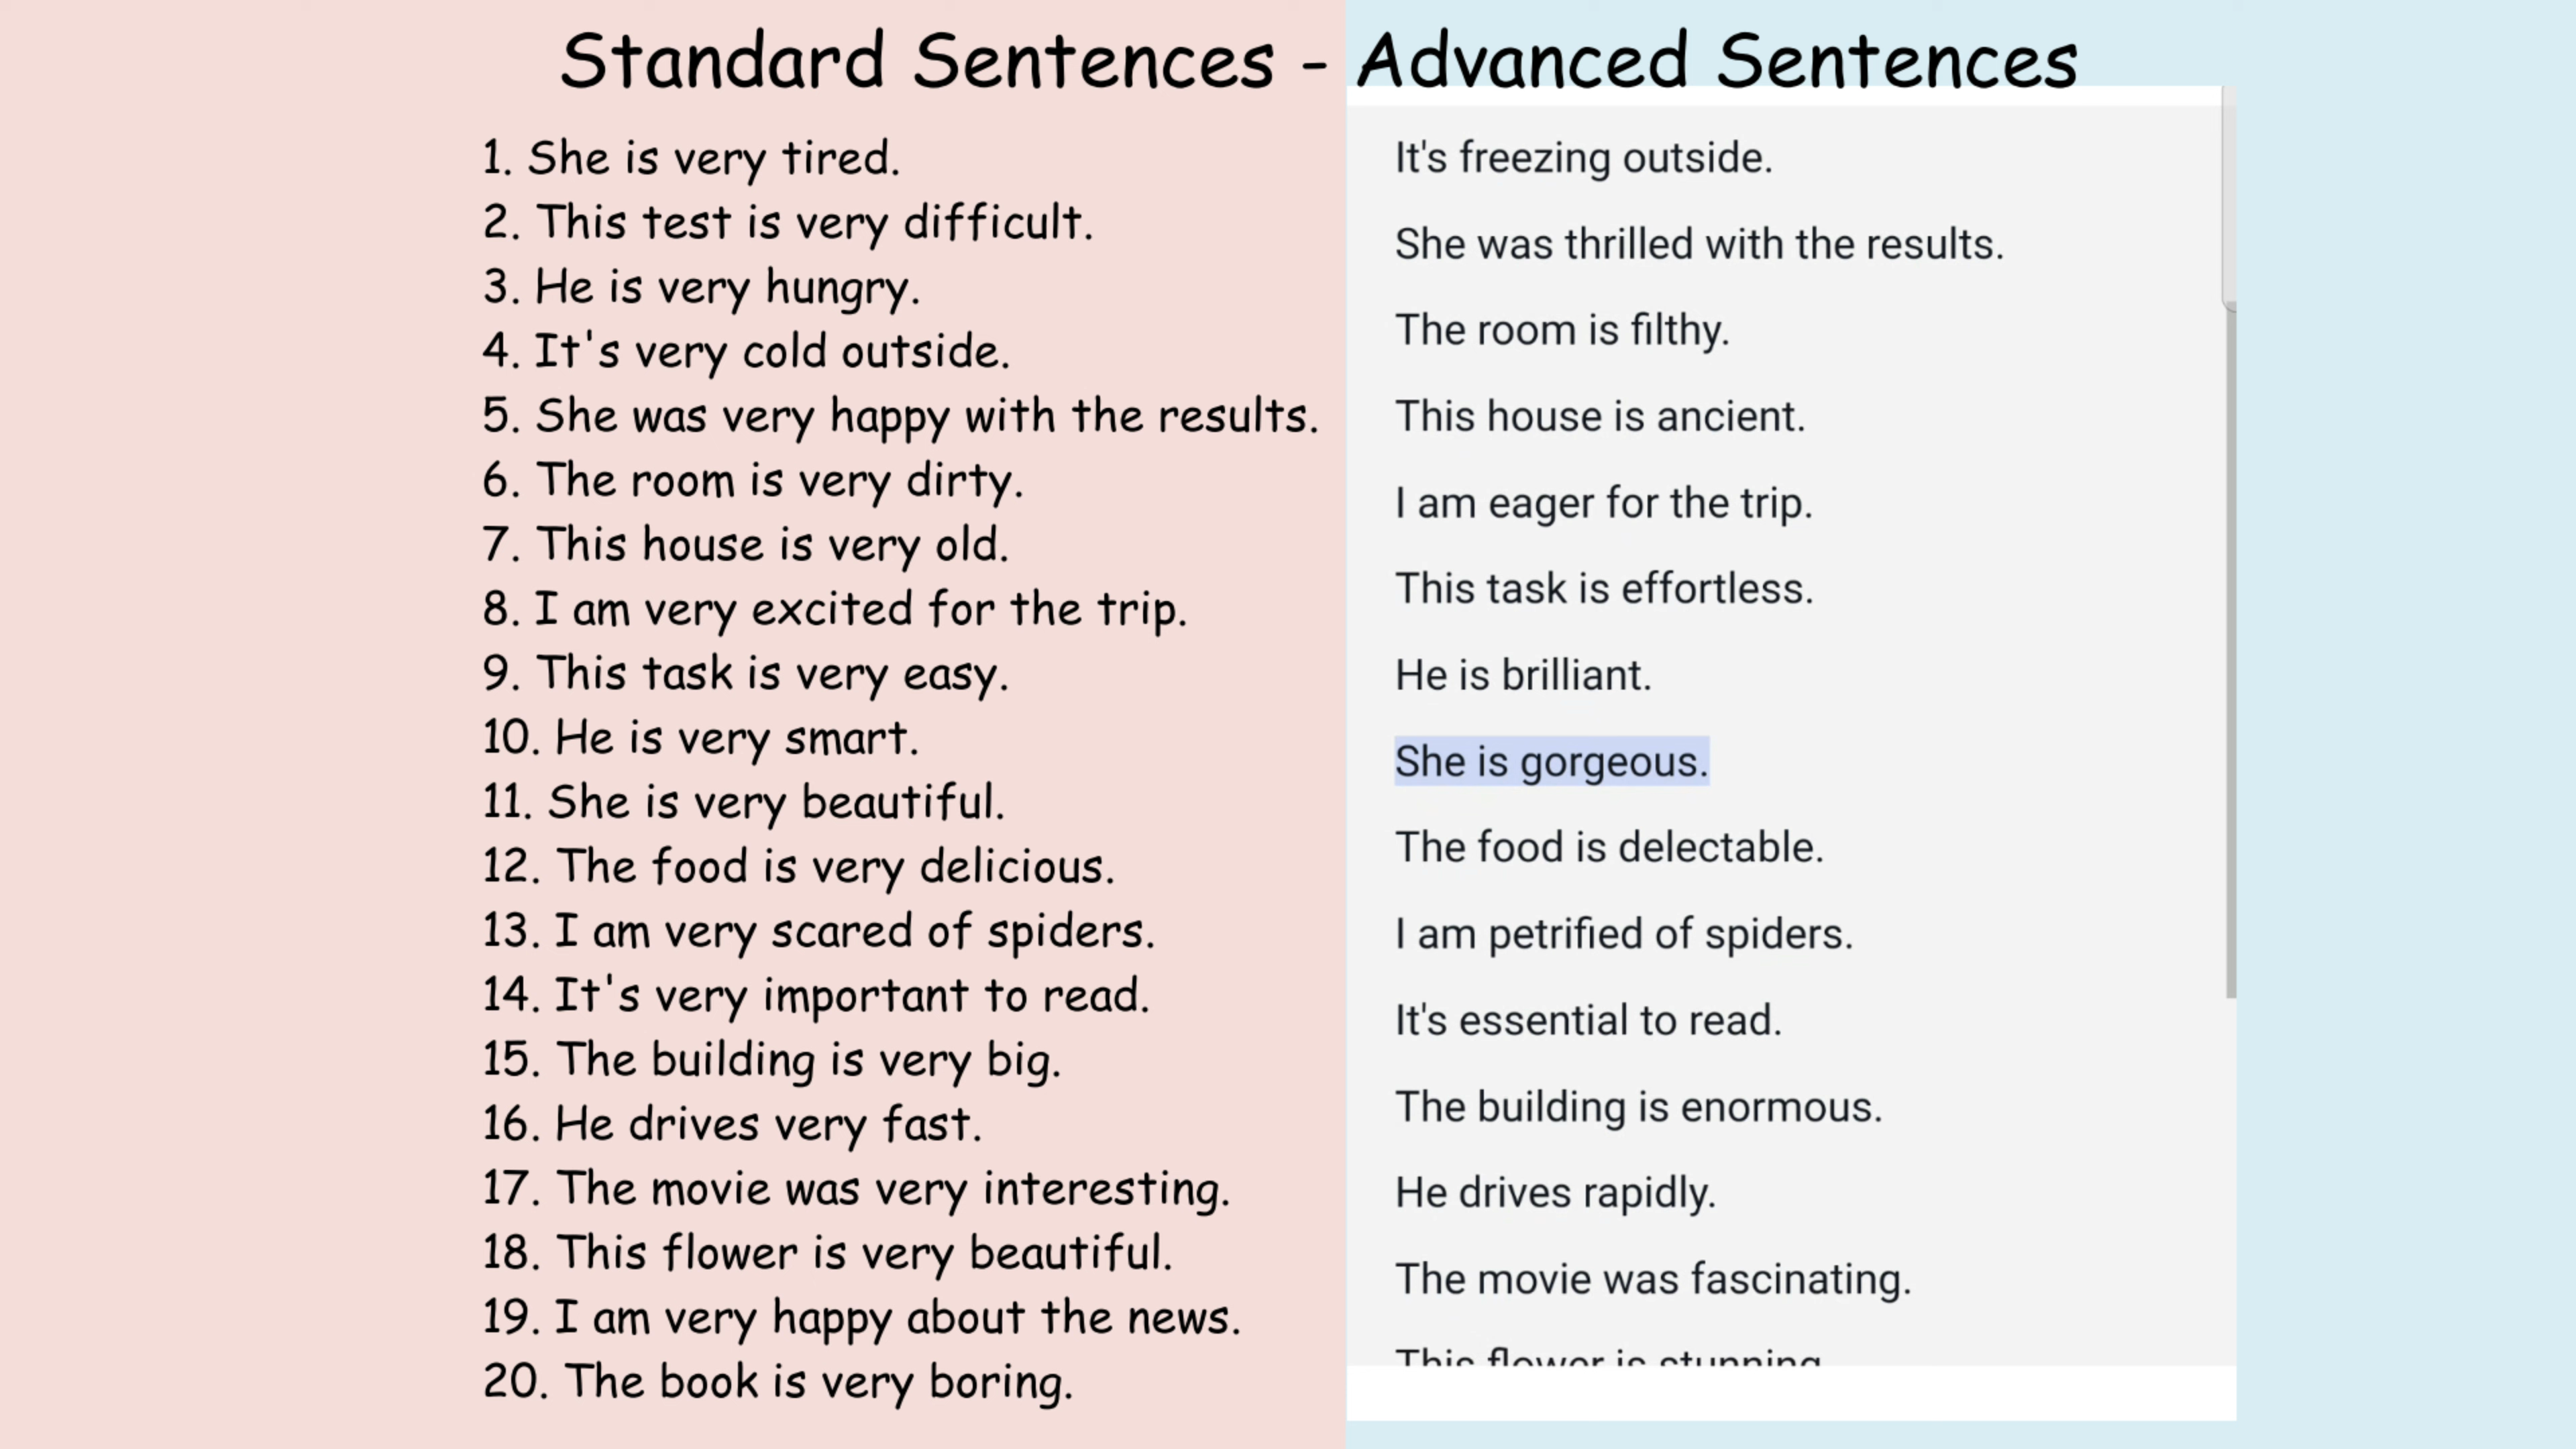 Standard Sentences - Advanced Sentences
1. She is very tired.
2. This test is very difficult.
3. He is very hungry.
4. It's very cold outside.
5. She was very happy with the results.
6. The room is very dirty.
7. This house is very old.
8. I am very excited for the trip.
9. This task is very easy.
10. He is very smart.
11. She is very beautiful.
12. The food is very delicious.
13. I am very scared of spiders.
14. It's very important to read.
15. The building is very big.
16. He drives very fast.
17. The movie was very interesting.
18. This flower is very beautiful.
19. I am very happy about the news.
20. The book is very boring.
It's freezing outside.
She was thrilled with the results.
The room is filthy.
This house is ancient.
I am eager for the trip.
This task is effortless.
He is brilliant.
She is gorgeous.
The food is delectable.
I am petrified of spiders.
It's essential to read.
The building is enormous.
He drives rapidly.
The movie was fascinating.
This flower is stunning